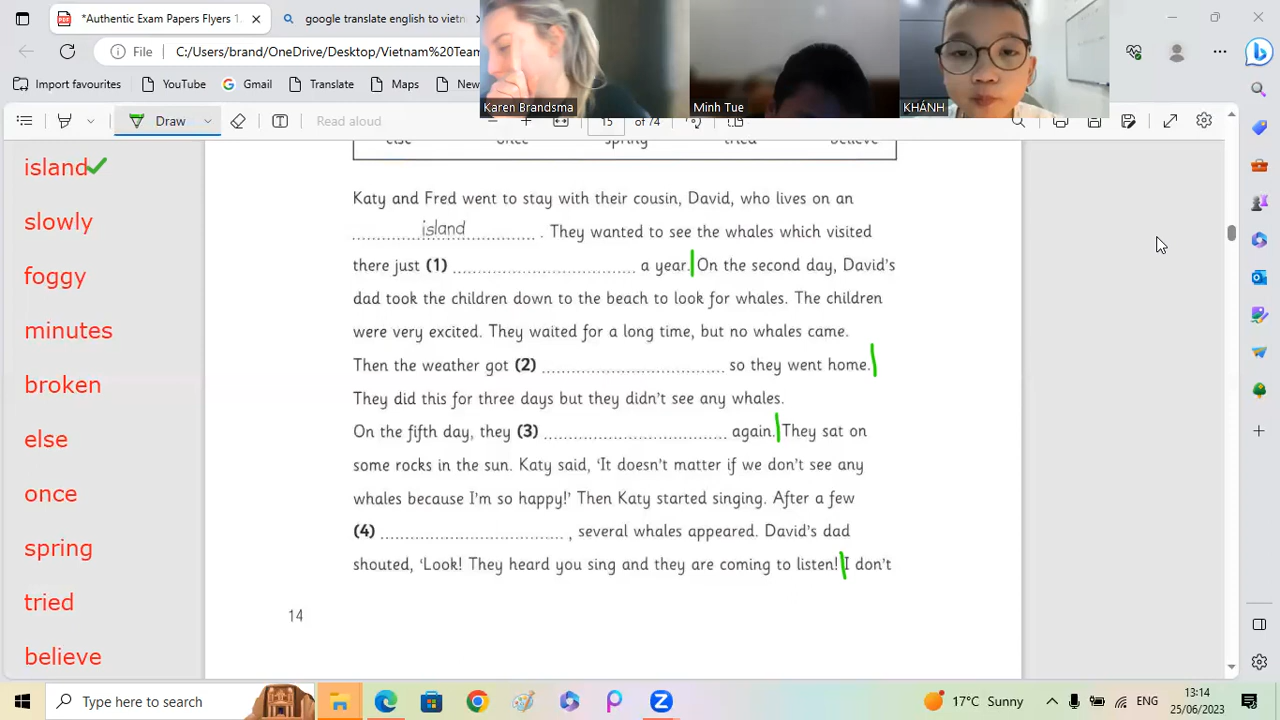 *Authentic Exam Papers Flyers 1.
google translate english to vietn
File
C:/Users/brand/OneDrive/Desktop/Vietnam%20Team
Import favourites
YouTube
Gmail
Translate
Maps
Folder
Karen Brandsma
Minh Tue
KHÁNH
Draw
Read aloud
15
of 74
island
slowly
foggy
minutes
broken
else
once
spring
tried
believe
else once spring tried believe
Katy and Fred went to stay with their cousin, David, who lives on an
island . They wanted to see the whales which visited
there just (1) ........................................ a year. On the second day, David's
dad took the children down to the beach to look for whales. The children
were very excited. They waited for a long time, but no whales came.
Then the weather got (2) ........................................ so they went home.
They did this for three days but they didn't see any whales.
On the fifth day, they (3) ........................................ again. They sat on
some rocks in the sun. Katy said, 'It doesn't matter if we don't see any
whales because I'm so happy!' Then Katy started singing. After a few
(4) ........................................ , several whales appeared. David's dad
shouted, 'Look! They heard you sing and they are coming to listen! I don't
14
Type here to search
17°C Sunny
ENG
13:14
25/06/2023